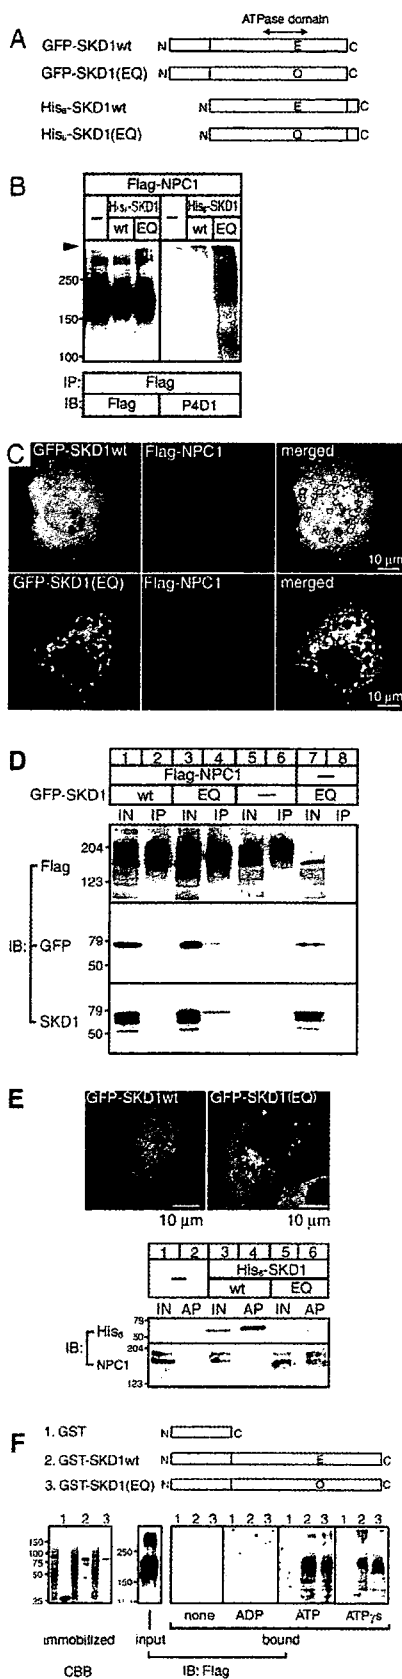 A
ATPase domain
GFP-SKD1wt N E C
GFP-SKD1(EQ) N Q C
His6-SKD1wt N E C
His6-SKD1(EQ) N Q C
B
Flag-NPC1
— His6-SKD1 — His6-SKD1
wt EQ wt EQ
250
150
100
IP: Flag
IB: Flag P4D1
C
GFP-SKD1wt Flag-NPC1 merged
10 μm
GFP-SKD1(EQ) Flag-NPC1 merged
10 μm
D
1 2 3 4 5 6 7 8
Flag-NPC1 —
GFP-SKD1 wt EQ — EQ
IN IP IN IP IN IP IN IP
Flag 204
123
IB: GFP 79
50
SKD1 79
50
E
GFP-SKD1wt GFP-SKD1(EQ)
10 μm 10 μm
1 2 3 4 5 6
— His6-SKD1
wt EQ
IN AP IN AP IN AP
IB: His6 79
50
NPC1 204
123
F
1. GST N C
2. GST-SKD1wt N E C
3. GST-SKD1(EQ) N Q C
1 2 3 1 2 3 1 2 3 1 2 3 1 2 3
150
100
75
50
35
250
150
none ADP ATP ATPγs
immobilized input bound
CBB IB: Flag